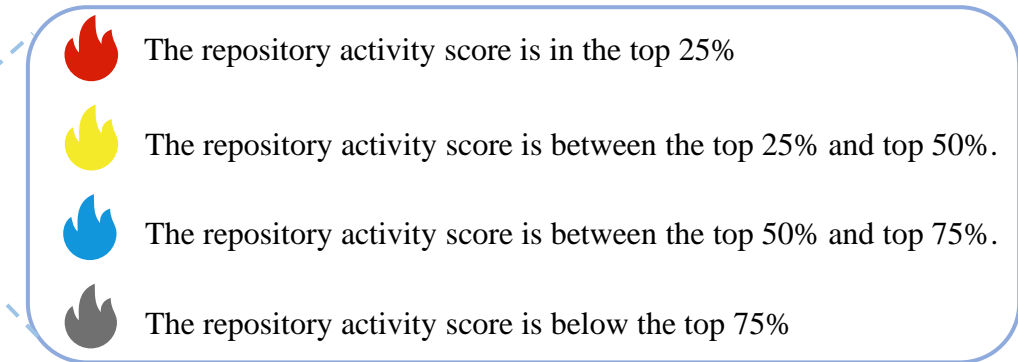 The repository activity score is in the top 25%
The repository activity score is between the top 25% and top 50%.
The repository activity score is between the top 50% and top 75%.
The repository activity score is below the top 75%